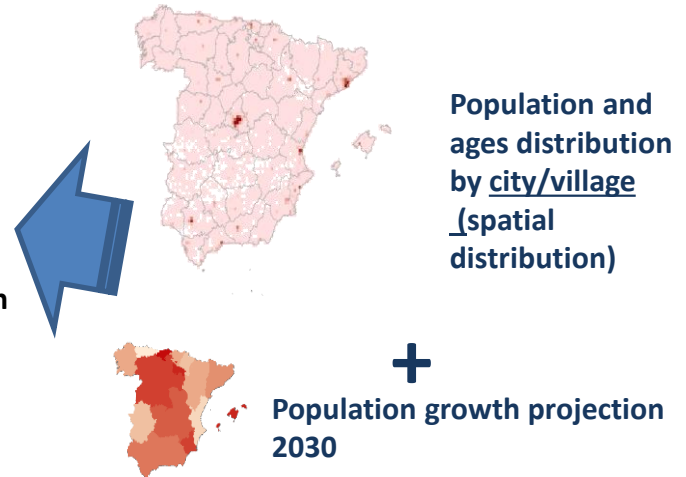 Population and
ages distribution
by city/village
(spatial
distribution)
n
+
Population growth projection
2030